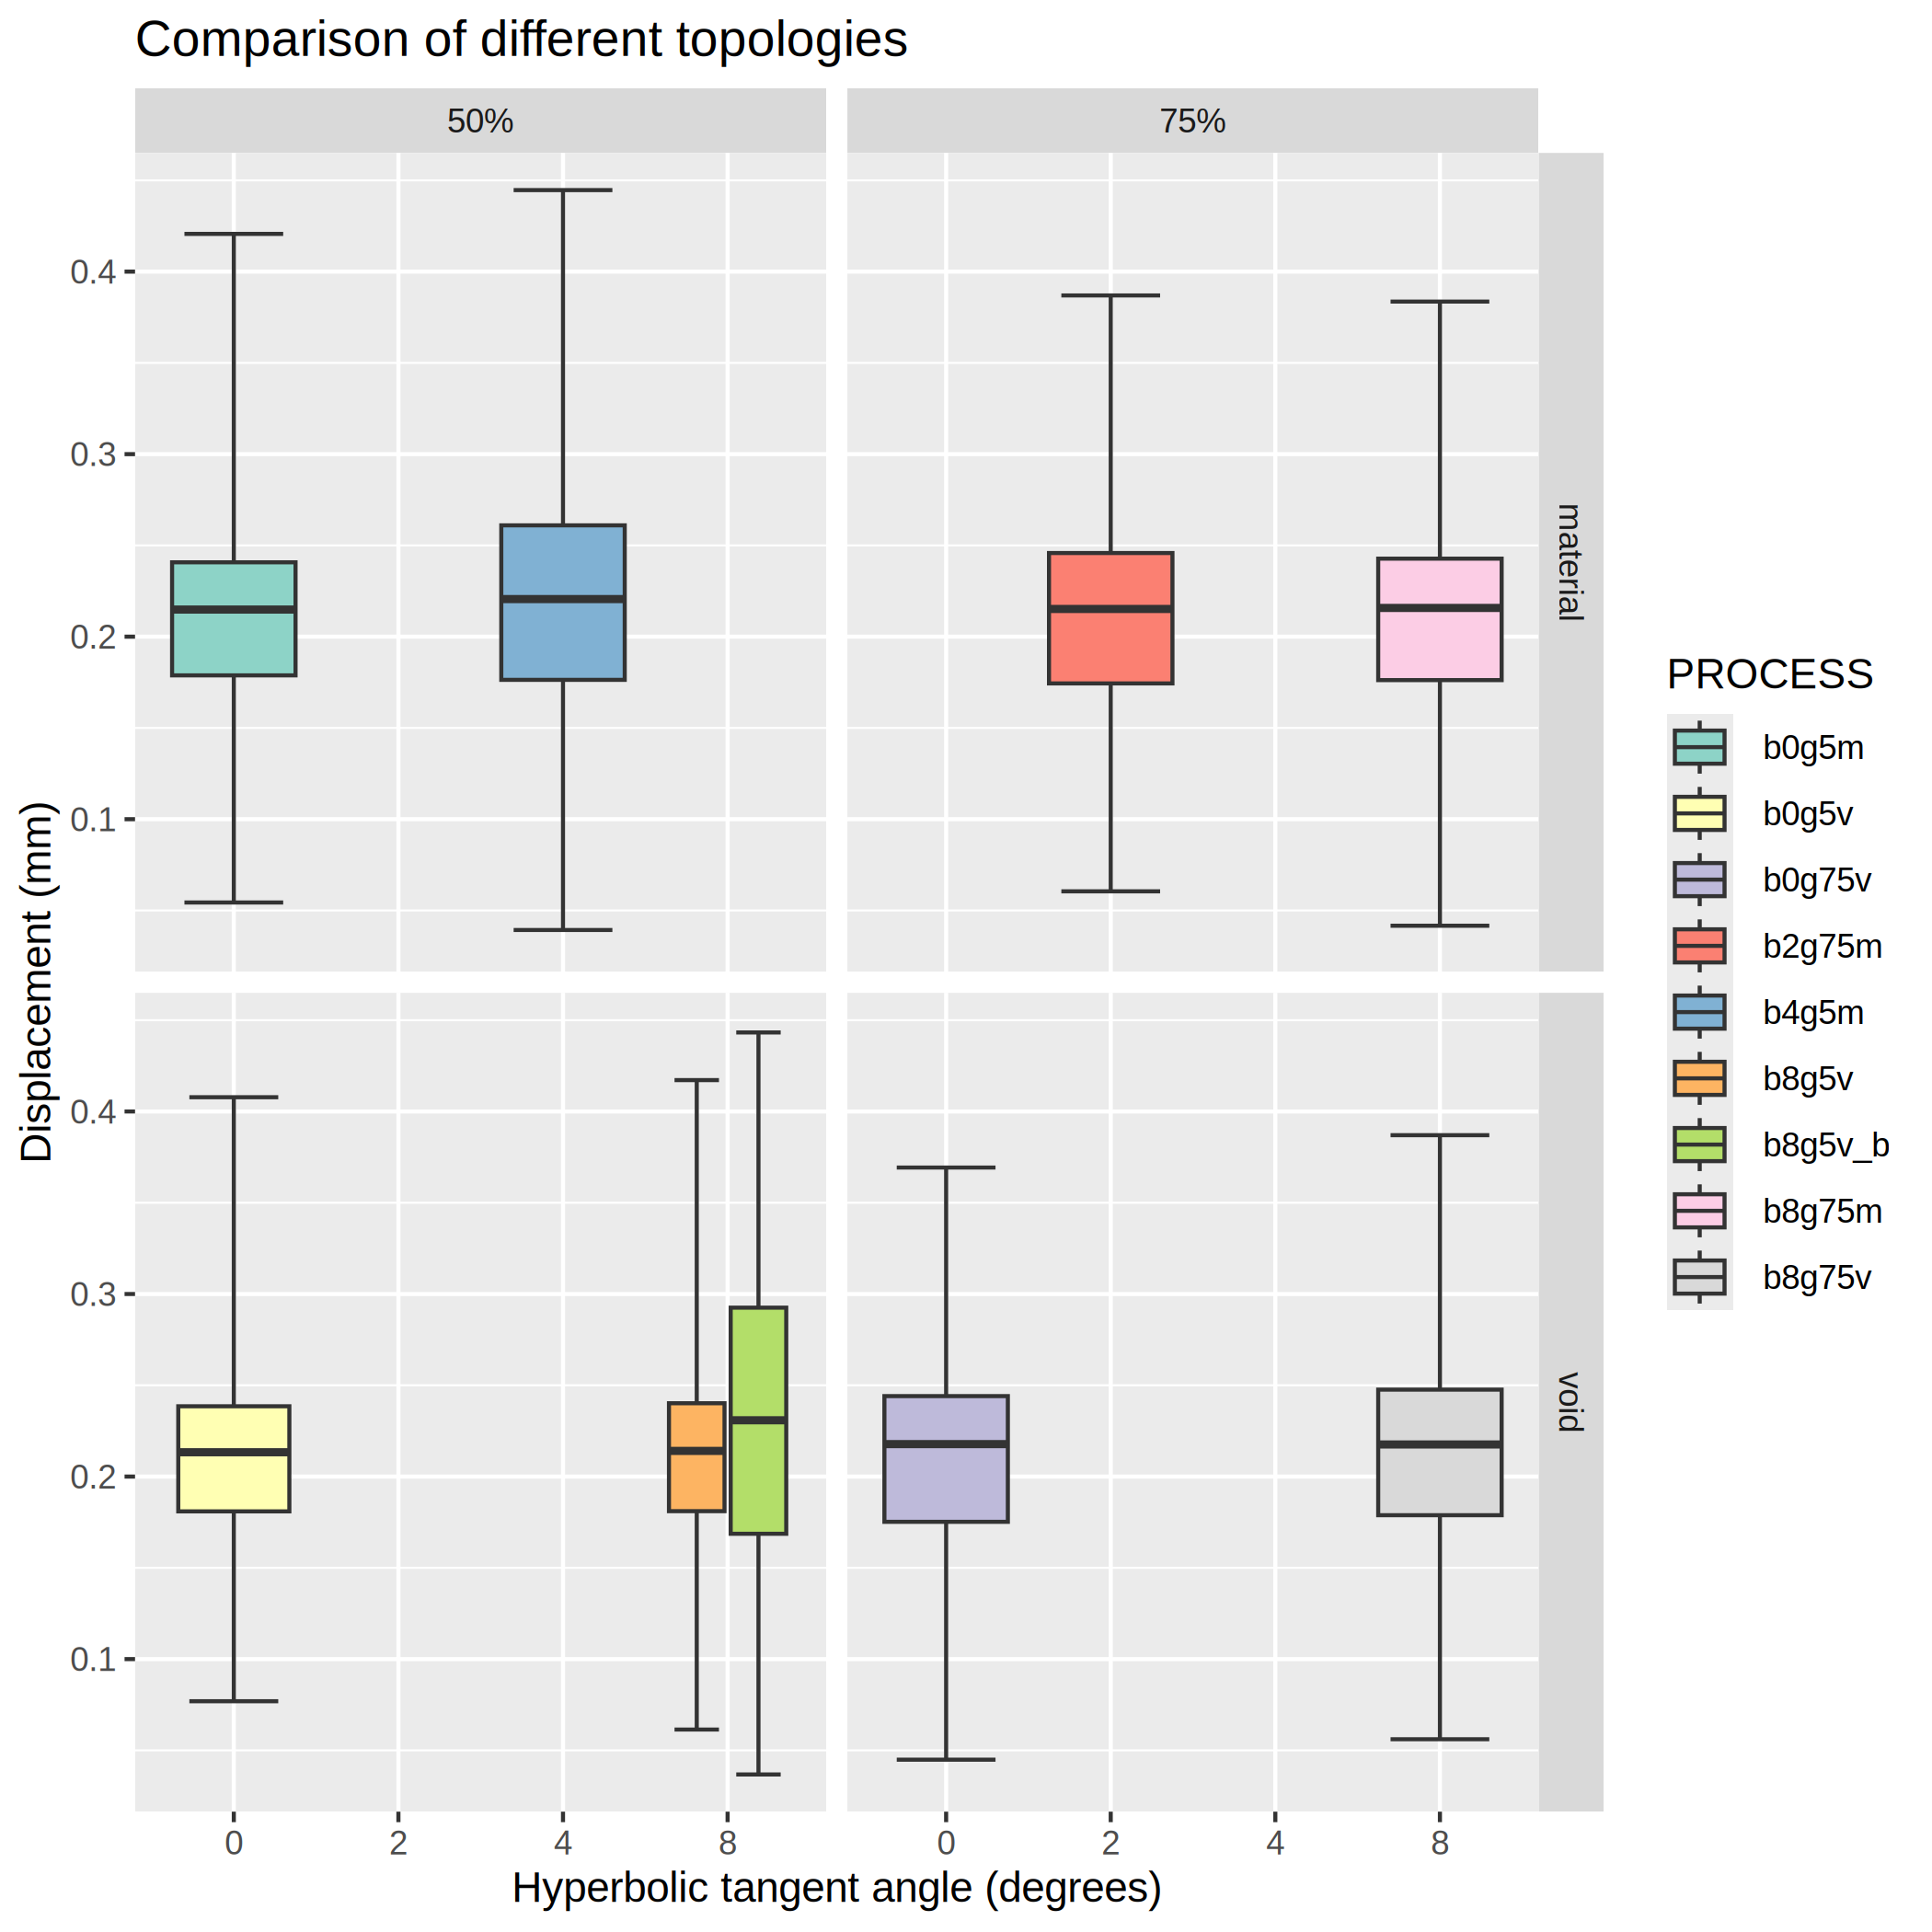 Comparison of different topologies
50%
75%
0.4
0.3
0.2
0.1
material
0.4
0.3
0.2
0.1
void
Displacement (mm)
0 2 4 8
0 2 4 8
Hyperbolic tangent angle (degrees)
PROCESS
b0g5m
b0g5v
b0g75v
b2g75m
b4g5m
b8g5v
b8g5v_b
b8g75m
b8g75v